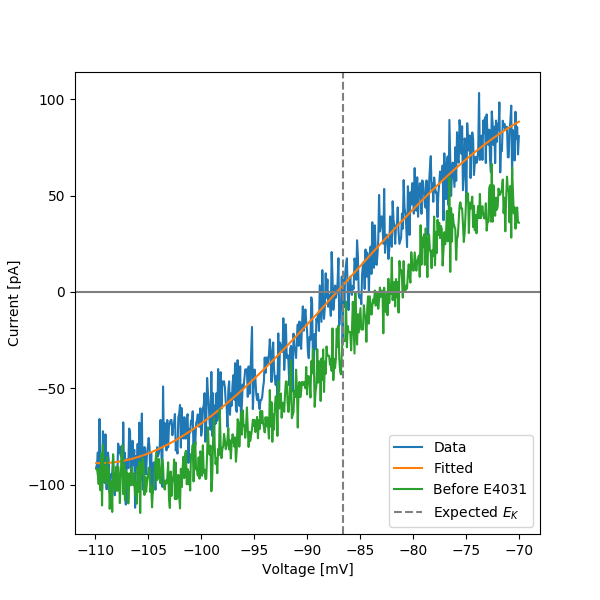 100
50
0
−50
−100
Current [pA]
Data
Fitted
Before E4031
Expected E_K
−110 −105 −100 −95 −90 −85 −80 −75 −70
Voltage [mV]